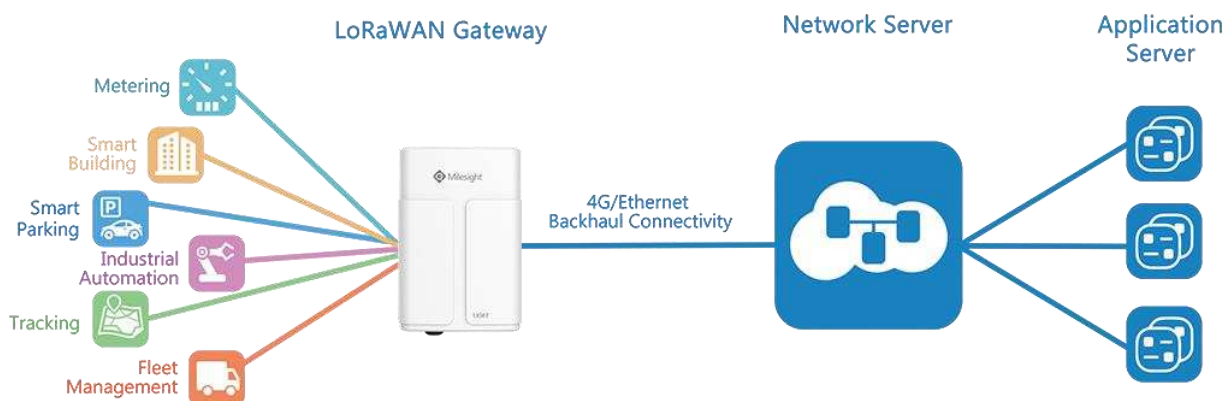 LoRaWAN Gateway
Network Server
Application
Server
Metering
Smart
Building
Smart
Parking
Industrial
Automation
Tracking
Fleet
Management
Milesight
4G/Ethernet
Backhaul Connectivity
P